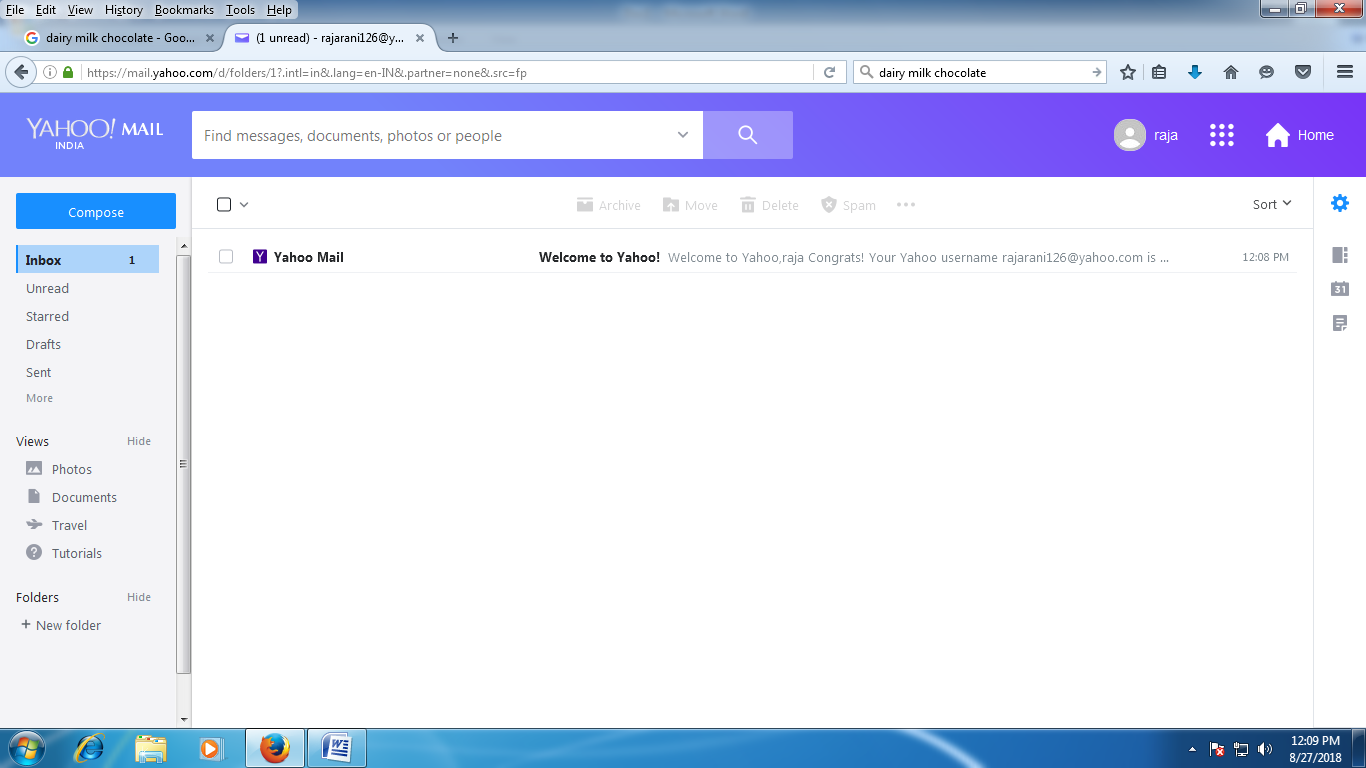 File Edit View History Bookmarks Tools Help
dairy milk chocolate - Goo...
(1 unread) - rajarani126@y...
https://mail.yahoo.com/d/folders/1?.intl=in&.lang=en-IN&.partner=none&.src=fp
dairy milk chocolate
YAHOO! MAIL
INDIA
Find messages, documents, photos or people
raja
Home
Compose
Archive Move Delete Spam
Sort
Inbox 1
Y Yahoo Mail Welcome to Yahoo! Welcome to Yahoo,raja Congrats! Your Yahoo username rajarani126@yahoo.com is ... 12:08 PM
Unread
Starred
Drafts
Sent
More
Views Hide
Photos
Documents
Travel
Tutorials
Folders Hide
+ New folder
31
12:09 PM
8/27/2018